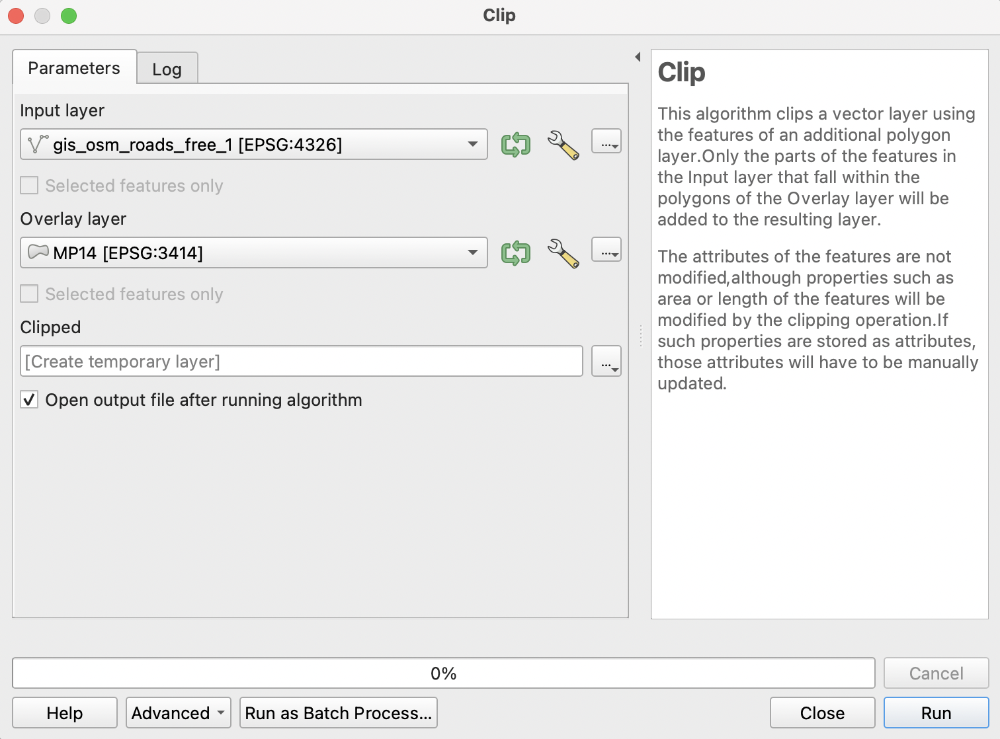 Clip
Parameters
Log
Input layer
gis_osm_roads_free_1 [EPSG:4326]
...
Selected features only
Overlay layer
MP14 [EPSG:3414]
...
Selected features only
Clipped
[Create temporary layer]
...
Open output file after running algorithm
Clip
This algorithm clips a vector layer using
the features of an additional polygon
layer.Only the parts of the features in
the Input layer that fall within the
polygons of the Overlay layer will be
added to the resulting layer.
The attributes of the features are not
modified,although properties such as
area or length of the features will be
modified by the clipping operation.If
such properties are stored as attributes,
those attributes will have to be manually
updated.
0%
Cancel
Help
Advanced
Run as Batch Process...
Close
Run